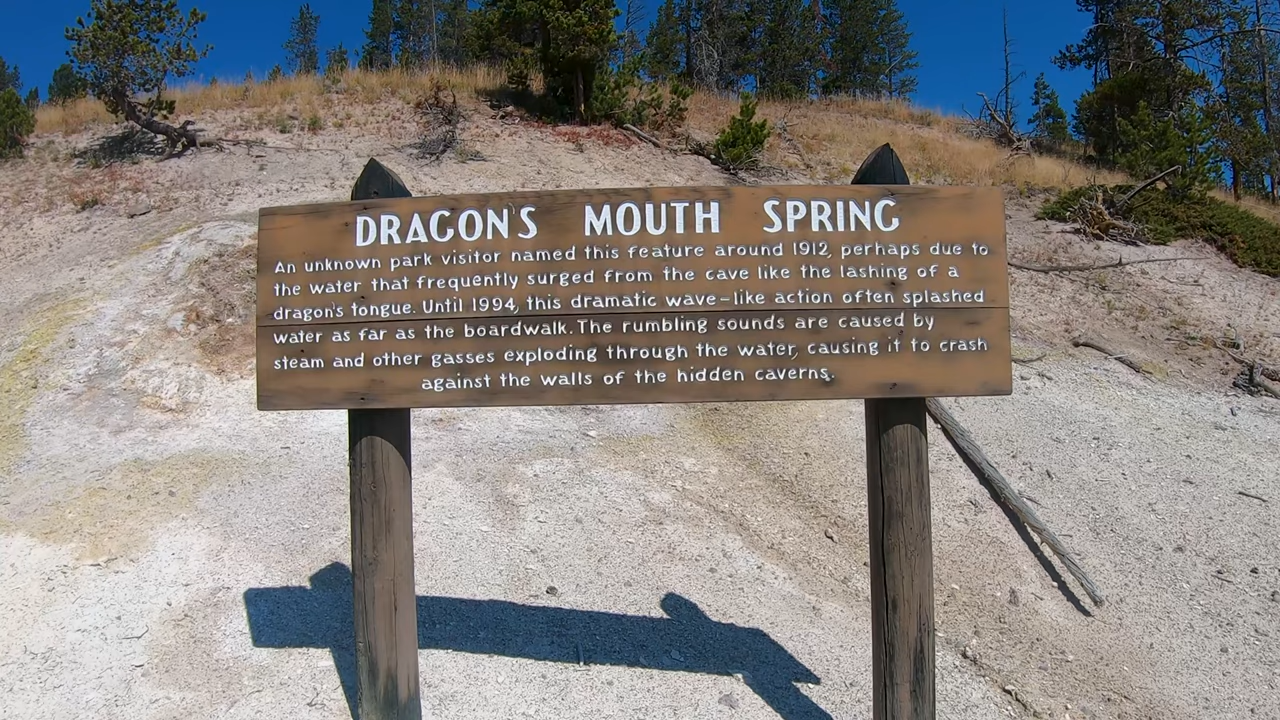 DRAGON'S MOUTH SPRING
An unknown park visitor named this feature around 1912, perhaps due to
the water that frequently surged from the cave like the lashing of a
dragon's tongue. Until 1994, this dramatic wave-like action often splashed
water as far as the boardwalk. The rumbling sounds are caused by
steam and other gasses exploding through the water, causing it to crash
against the walls of the hidden caverns.